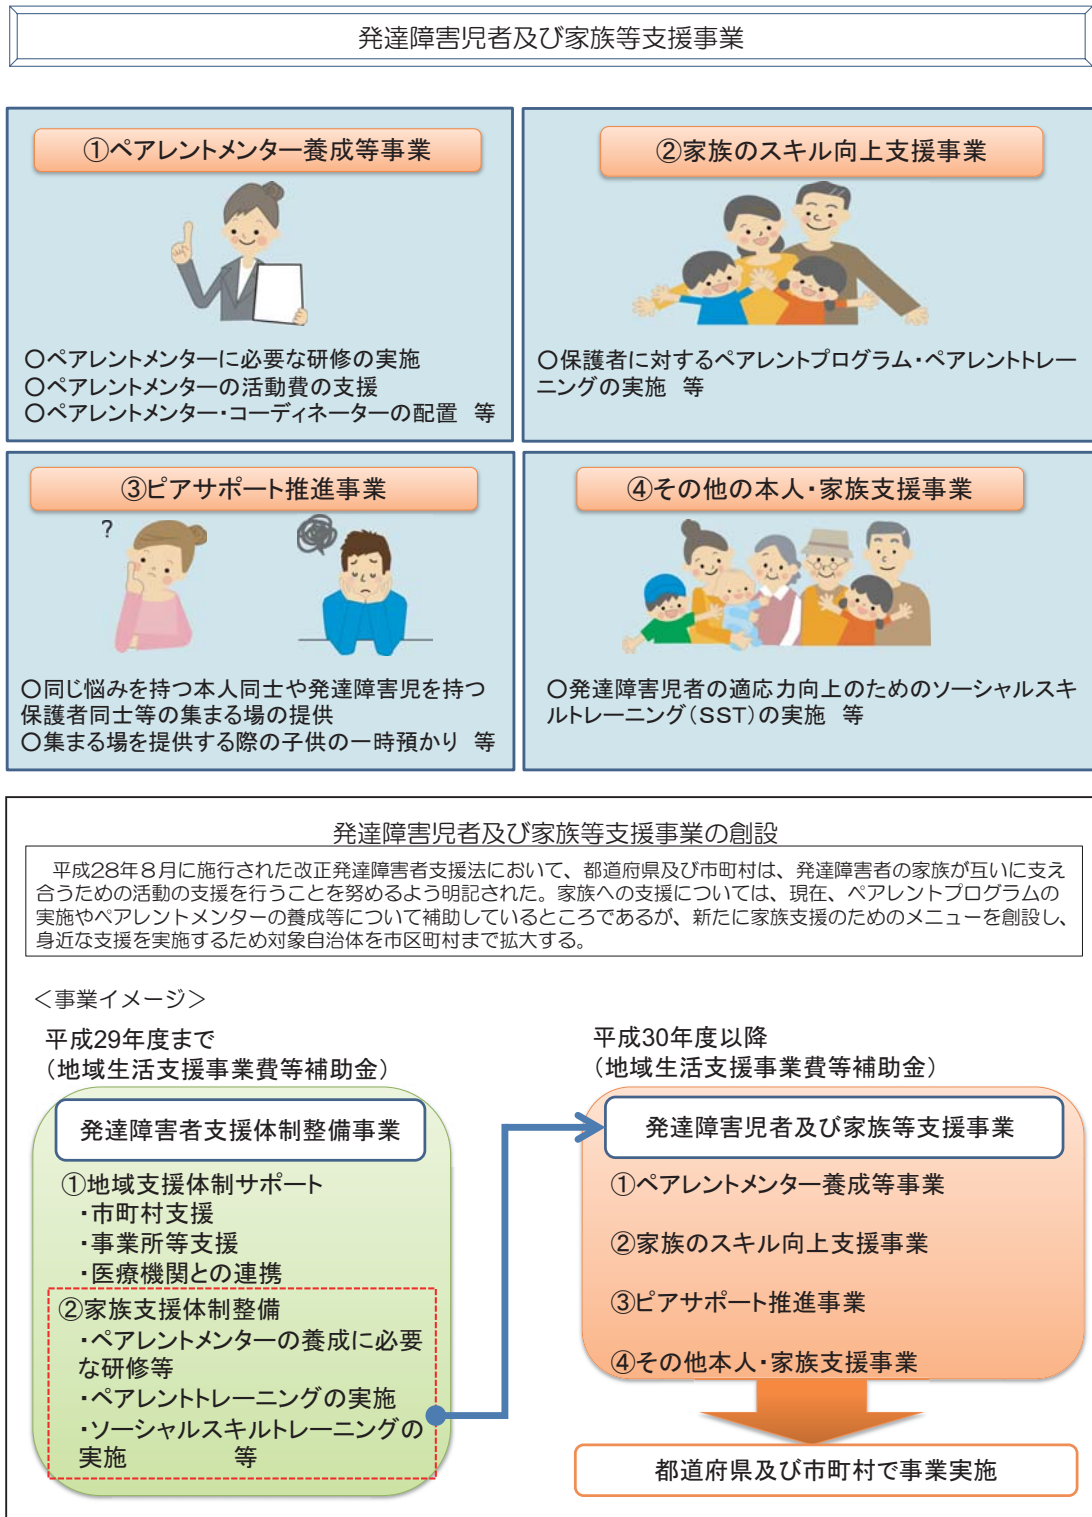 発達障害児者及び家族等支援事業
①ペアレントメンター養成等事業
〇ペアレントメンターに必要な研修の実施
〇ペアレントメンターの活動費の支援
〇ペアレントメンター・コーディネーターの配置　等
②家族のスキル向上支援事業
〇保護者に対するペアレントプログラム・ペアレントトレー
ニングの実施　等
③ピアサポート推進事業
?
〇同じ悩みを持つ本人同士や発達障害児を持つ
保護者同士等の集まる場の提供
〇集まる場を提供する際の子供の一時預かり　等
④その他の本人・家族支援事業
〇発達障害児者の適応力向上のためのソーシャルスキ
ルトレーニング(SST)の実施　等
発達障害児者及び家族等支援事業の創設
平成28年８月に施行された改正発達障害者支援法において、都道府県及び市町村は、発達障害者の家族が互いに支え
合うための活動の支援を行うことを努めるよう明記された。家族への支援については、現在、ペアレントプログラムの
実施やペアレントメンターの養成等について補助しているところであるが、新たに家族支援のためのメニューを創設し、
身近な支援を実施するため対象自治体を市区町村まで拡大する。
＜事業イメージ＞
平成29年度まで
(地域生活支援事業費等補助金)
発達障害者支援体制整備事業
①地域支援体制サポート
・市町村支援
・事業所等支援
・医療機関との連携
②家族支援体制整備
・ペアレントメンターの養成に必要
な研修等
・ペアレントトレーニングの実施
・ソーシャルスキルトレーニングの
実施　　　　等
平成30年度以降
(地域生活支援事業費等補助金)
発達障害児者及び家族等支援事業
①ペアレントメンター養成等事業
②家族のスキル向上支援事業
③ピアサポート推進事業
④その他本人・家族支援事業
都道府県及び市町村で事業実施